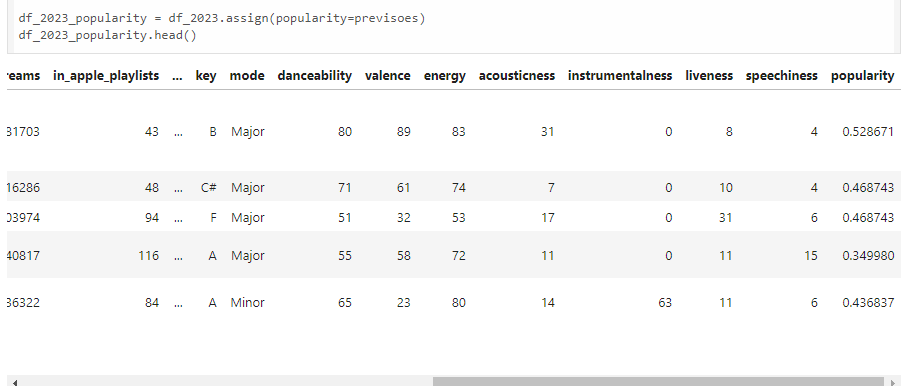 df_2023_popularity = df_2023.assign(popularity=previsoes)
df_2023_popularity.head()
reams in_apple_playlists ... key mode danceability valence energy acousticness instrumentalness liveness speechiness popularity
31703 43 ... B Major 80 89 83 31 0 8 4 0.528671
16286 48 ... C# Major 71 61 74 7 0 10 4 0.468743
03974 94 ... F Major 51 32 53 17 0 31 6 0.468743
40817 116 ... A Major 55 58 72 11 0 11 15 0.349980
36322 84 ... A Minor 65 23 80 14 63 11 6 0.436837